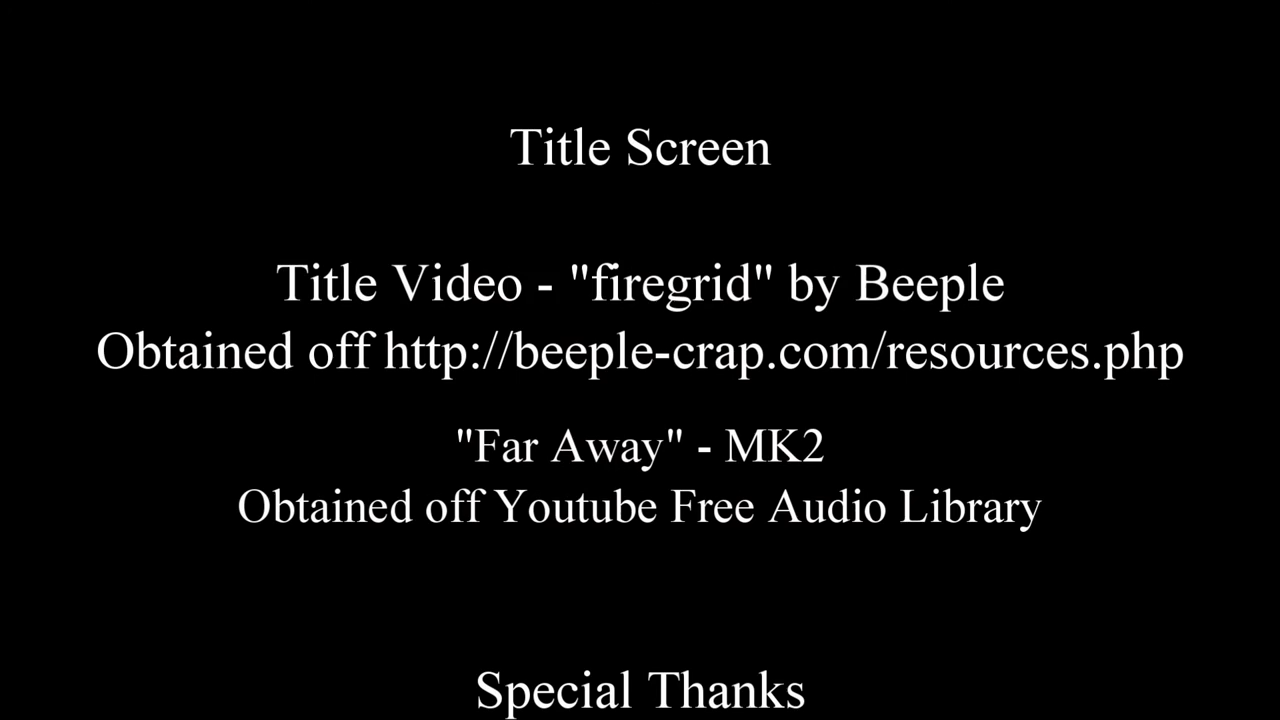 Title Screen
Title Video - "firegrid" by Beeple
Obtained off http://beeple-crap.com/resources.php
"Far Away" - MK2
Obtained off Youtube Free Audio Library
Special Thanks